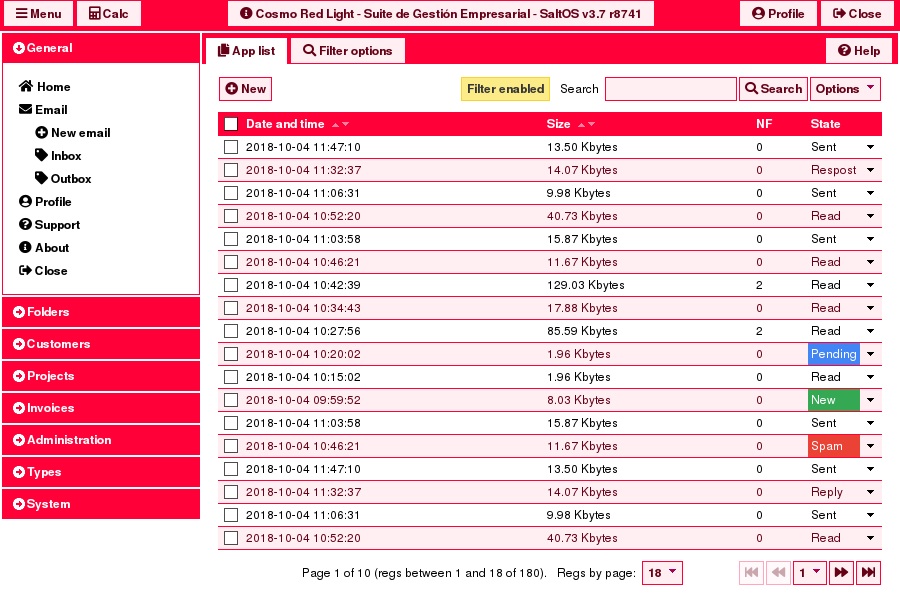 Menu Calc Cosmo Red Light - Suite de Gestión Empresarial - SaltOS v3.7 r8741 Profile Close
General
Home
Email
New email
Inbox
Outbox
Profile
Support
About
Close
Folders
Customers
Projects
Invoices
Administration
Types
System
App list Filter options Help
New Filter enabled Search Search Options
Date and time Size NF State
2018-10-04 11:47:10 13.50 Kbytes 0 Sent
2018-10-04 11:32:37 14.07 Kbytes 0 Respost
2018-10-04 11:06:31 9.98 Kbytes 0 Sent
2018-10-04 10:52:20 40.73 Kbytes 0 Read
2018-10-04 11:03:58 15.87 Kbytes 0 Sent
2018-10-04 10:46:21 11.67 Kbytes 0 Read
2018-10-04 10:42:39 129.03 Kbytes 2 Read
2018-10-04 10:34:43 17.88 Kbytes 0 Read
2018-10-04 10:27:56 85.59 Kbytes 2 Read
2018-10-04 10:20:02 1.96 Kbytes 0 Pending
2018-10-04 10:15:02 1.96 Kbytes 0 Read
2018-10-04 09:59:52 8.03 Kbytes 0 New
2018-10-04 11:03:58 15.87 Kbytes 0 Sent
2018-10-04 10:46:21 11.67 Kbytes 0 Spam
2018-10-04 11:47:10 13.50 Kbytes 0 Sent
2018-10-04 11:32:37 14.07 Kbytes 0 Reply
2018-10-04 11:06:31 9.98 Kbytes 0 Sent
2018-10-04 10:52:20 40.73 Kbytes 0 Read
Page 1 of 10 (regs between 1 and 18 of 180). Regs by page: 18 1